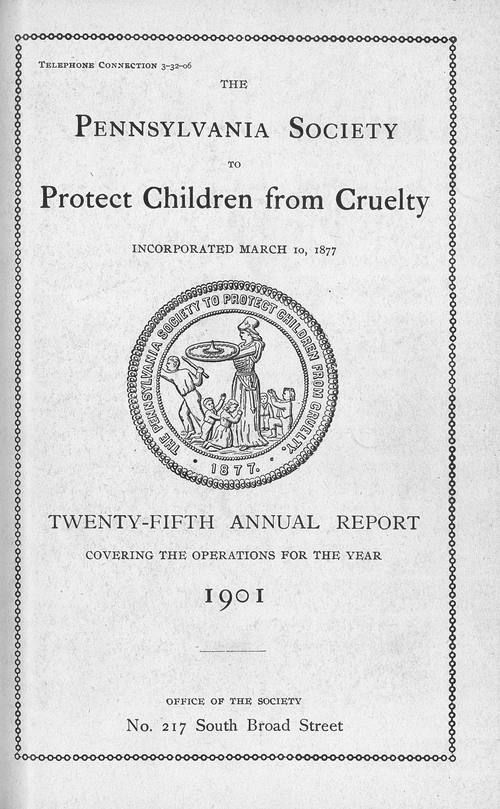 TELEPHONE CONNECTION 3-32-06
THE
PENNSYLVANIA SOCIETY
TO
Protect Children from Cruelty
INCORPORATED MARCH 10, 1877
THE PENNSYLVANIA SOCIETY TO PROTECT CHILDREN FROM CRUELTY.
• 1877. •
TWENTY-FIFTH ANNUAL REPORT
COVERING THE OPERATIONS FOR THE YEAR
1901
OFFICE OF THE SOCIETY
No. 217 South Broad Street